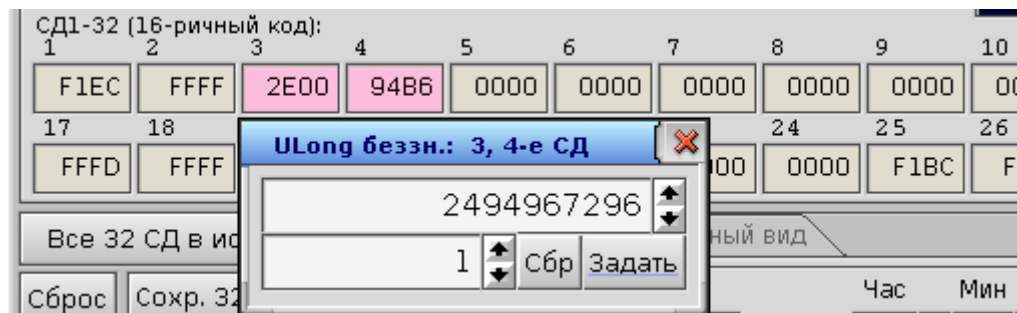 СД1-32 (16-ричный код):
1 2 3 4 5 6 7 8 9 10
F1EC FFFF 2E00 94B6 0000 0000 0000 0000 0000
17 18 24 25 26
ULong беззн.: 3, 4-е СД
FFFD FFFF 0000 F1BC F
2494967296
Все 32 СД в ный вид
1 Сбр Задать
Сброс Сохр. 32 Час Мин